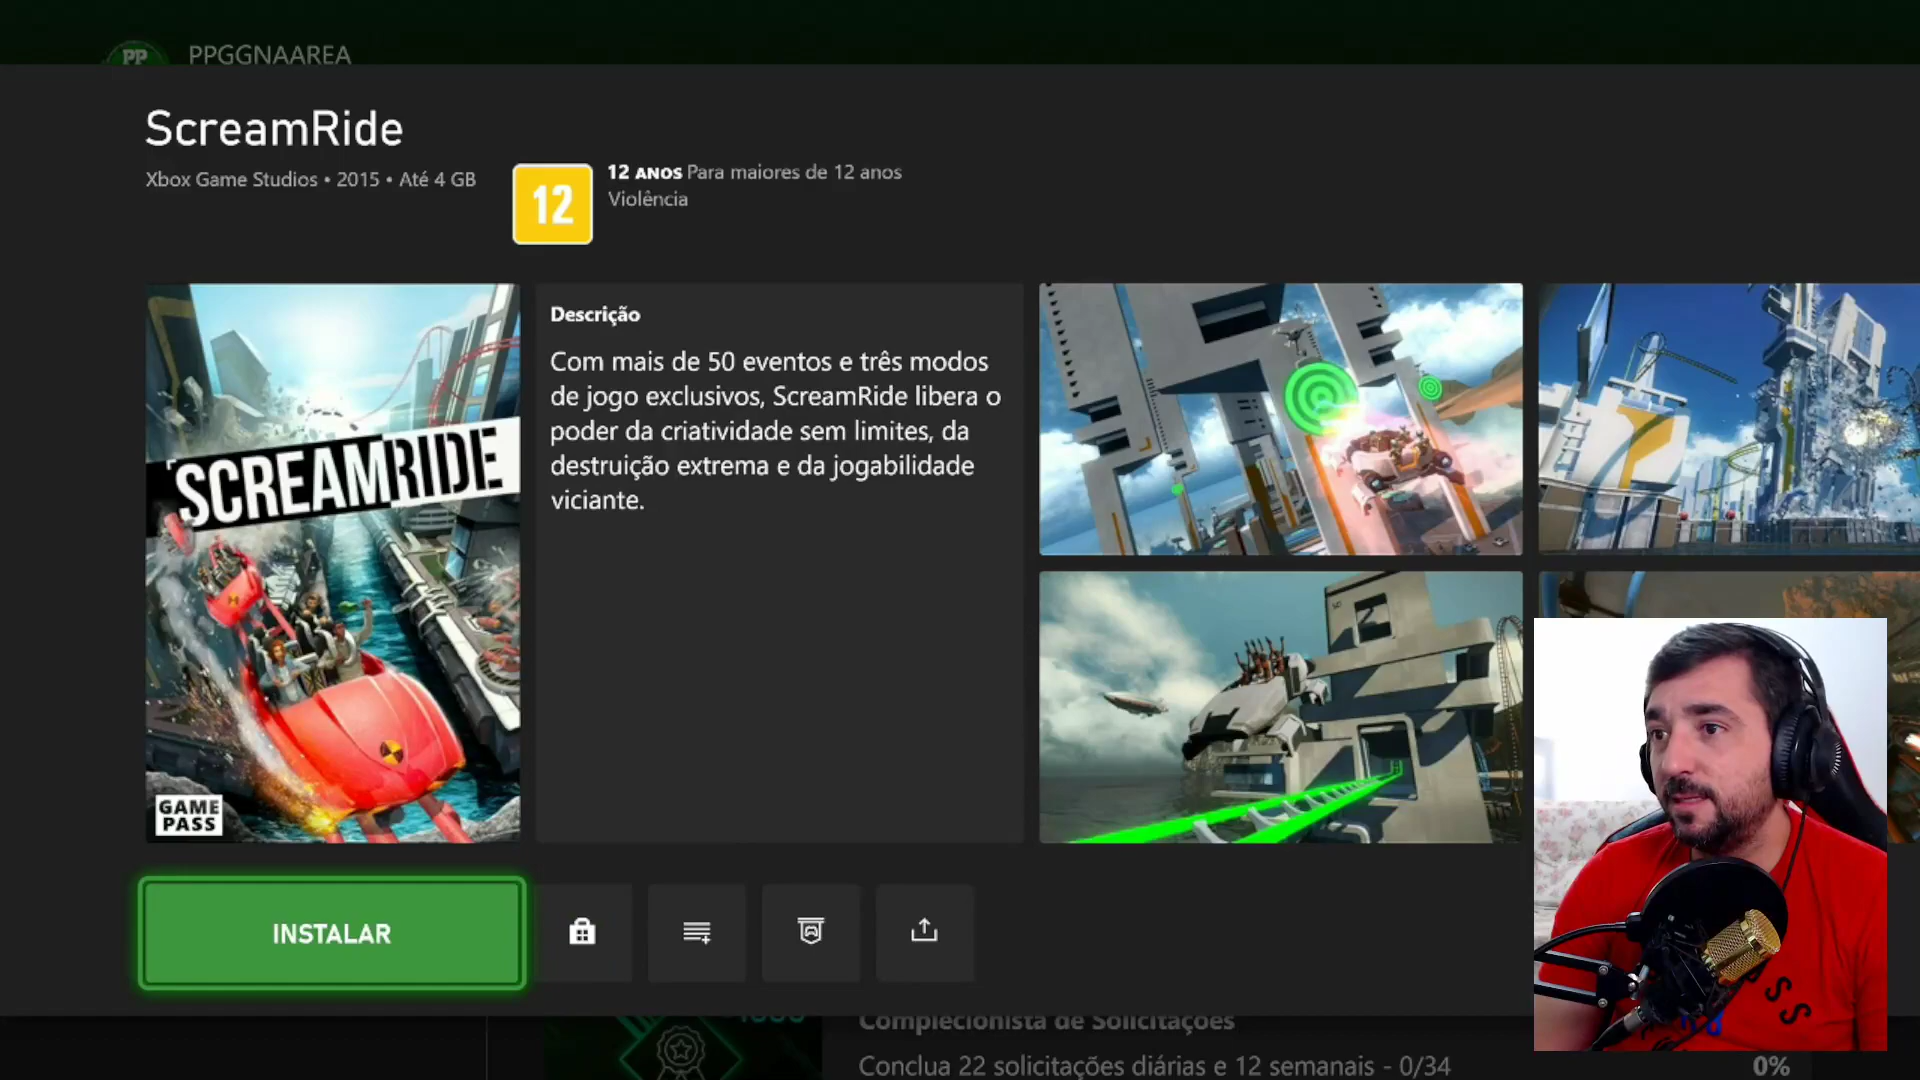 PP PPGGNAAREA
ScreamRide
Xbox Game Studios • 2015 • Até 4 GB
12
12 ANOS Para maiores de 12 anos
Violência
SCREAMRIDE
GAME
PASS
Descrição
Com mais de 50 eventos e três modos
de jogo exclusivos, ScreamRide libera o
poder da criatividade sem limites, da
destruição extrema e da jogabilidade
viciante.
INSTALAR
Complecionista de Solicitações
Conclua 22 solicitações diárias e 12 semanais - 0/34
0%